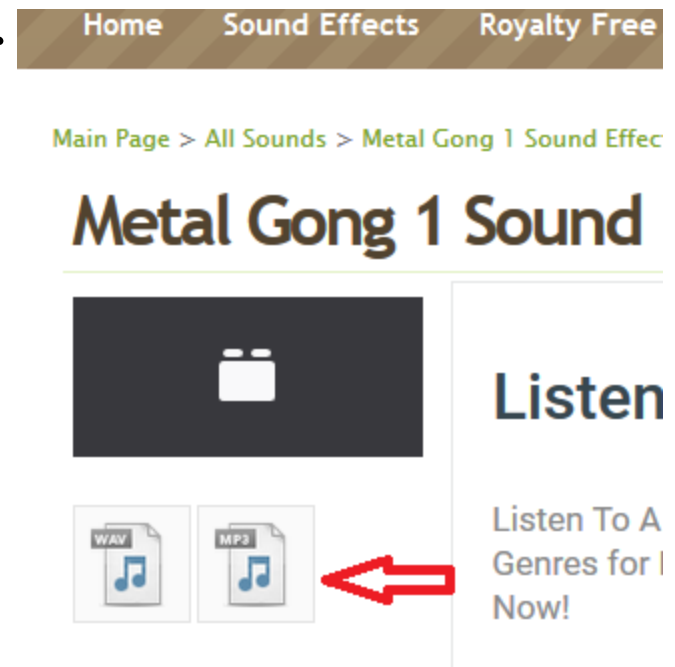 Home Sound Effects Royalty Free
Main Page > All Sounds > Metal Gong 1 Sound Effec
Metal Gong 1 Sound
Listen
WAV MP3
Listen To A
Genres for
Now!